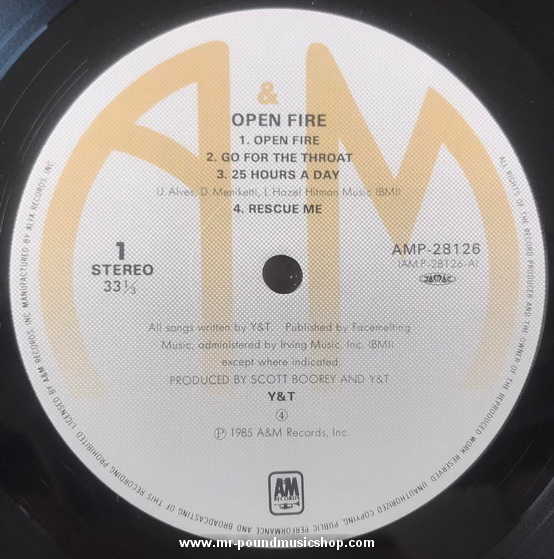 A & M
OPEN FIRE
1. OPEN FIRE
2. GO FOR THE THROAT
3. 25 HOURS A DAY
(J. Alves, D. Meniketti, L. Hazel Hitman Music (BMI)
4. RESCUE ME
1
STEREO
33⅓
AMP-28126
(AMP-28126-A)
JASRAC
All songs written by Y&T. Published by Facemelting
Music, administered by Irving Music, Inc. (BMI)
except where indicated.
PRODUCED BY SCOTT BOOREY AND Y&T
Y&T
④
Ⓟ 1985 A&M Records, Inc.
A&M
RECORDS
ALL RIGHTS OF THE RECORD PRODUCER AND THE OWNER OF THE REPRODUCED WORK RESERVED. UNAUTHORIZED COPYING, PUBLIC PERFORMANCE AND BROADCASTING OF THIS RECORDING PROHIBITED. LICENSED BY A&M RECORDS, INC. MANUFACTURED BY ALFA RECORDS, INC.
www.mr-poundmusicshop.com